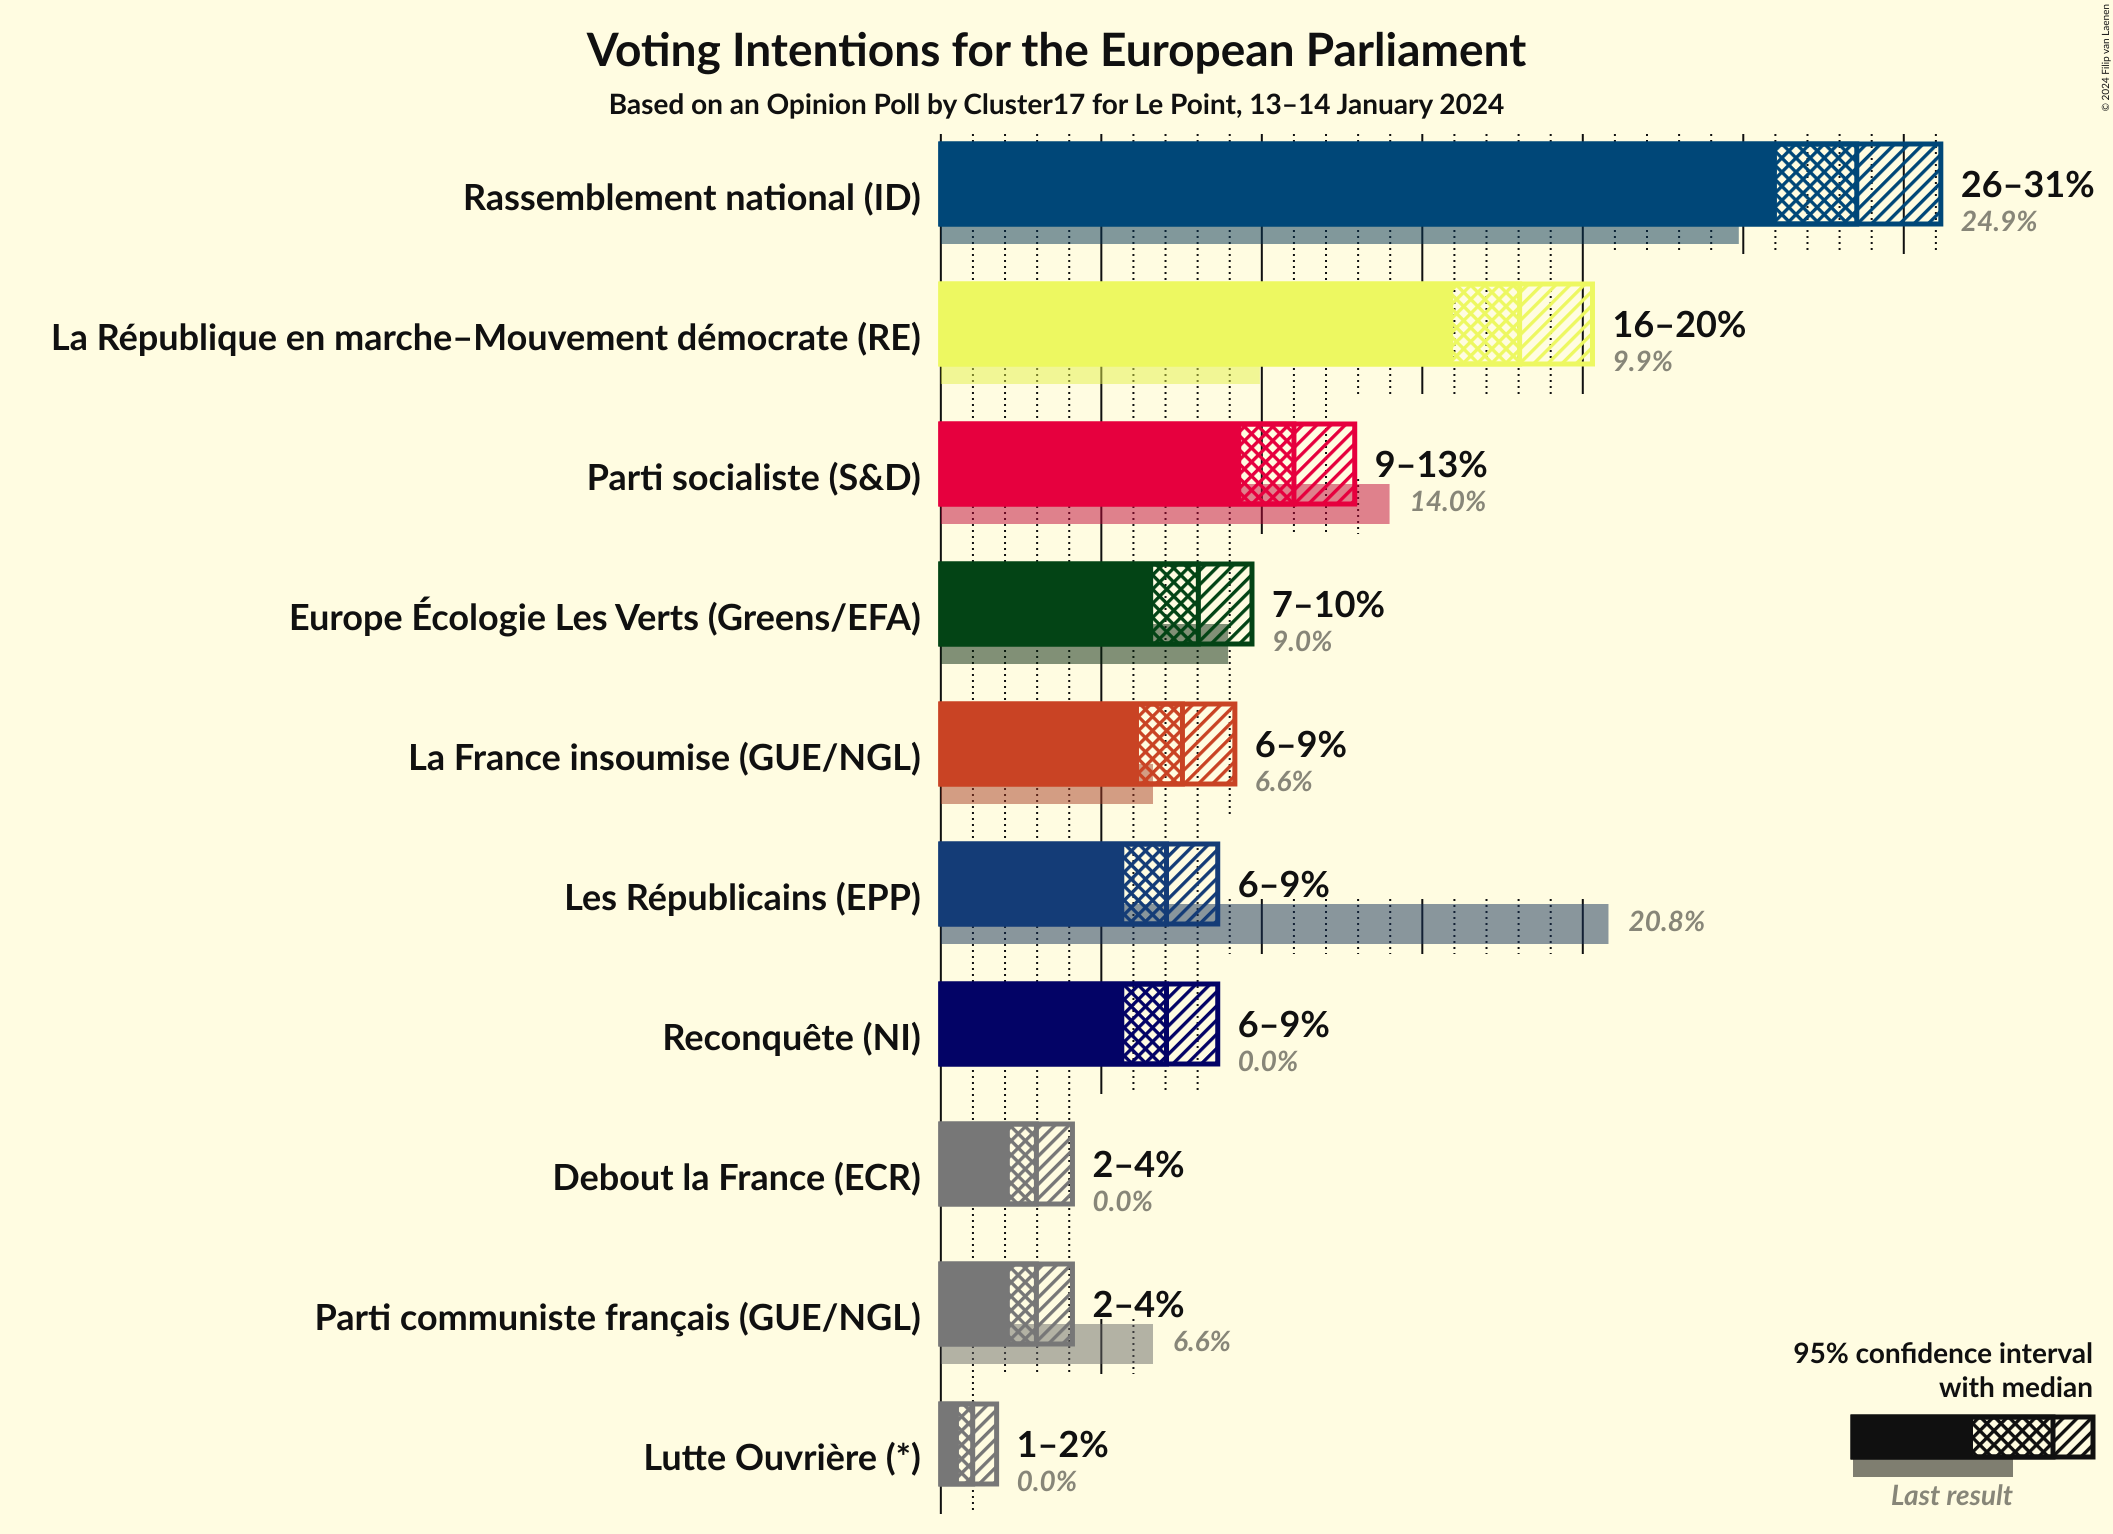 Voting Intentions for the European Parliament
Based on an Opinion Poll by Cluster17 for Le Point, 13–14 January 2024
© 2024 Filip van Laenen
Rassemblement national (ID)
26–31%
24.9%
La République en marche–Mouvement démocrate (RE)
16–20%
9.9%
Parti socialiste (S&D)
9–13%
14.0%
Europe Écologie Les Verts (Greens/EFA)
7–10%
9.0%
La France insoumise (GUE/NGL)
6–9%
6.6%
Les Républicains (EPP)
6–9%
20.8%
Reconquête (NI)
6–9%
0.0%
Debout la France (ECR)
2–4%
0.0%
Parti communiste français (GUE/NGL)
2–4%
6.6%
Lutte Ouvrière (*)
1–2%
0.0%
95% confidence interval
with median
Last result